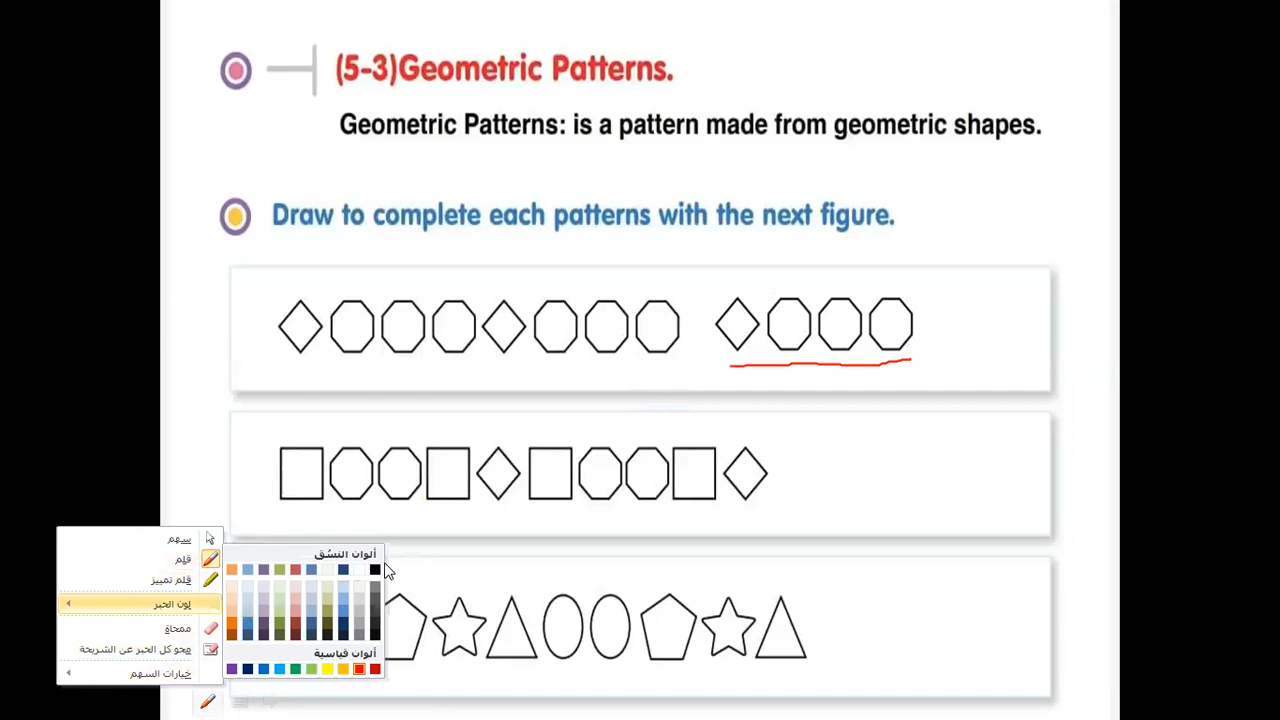 (5-3)Geometric Patterns.
Geometric Patterns: is a pattern made from geometric shapes.
Draw to complete each patterns with the next figure.
سهم
قلم
قلم تمييز
لون الحبر
ممحاة
محو كل الحبر عن الشريحة
خيارات السهم
ألوان النسُق
ألوان قياسية